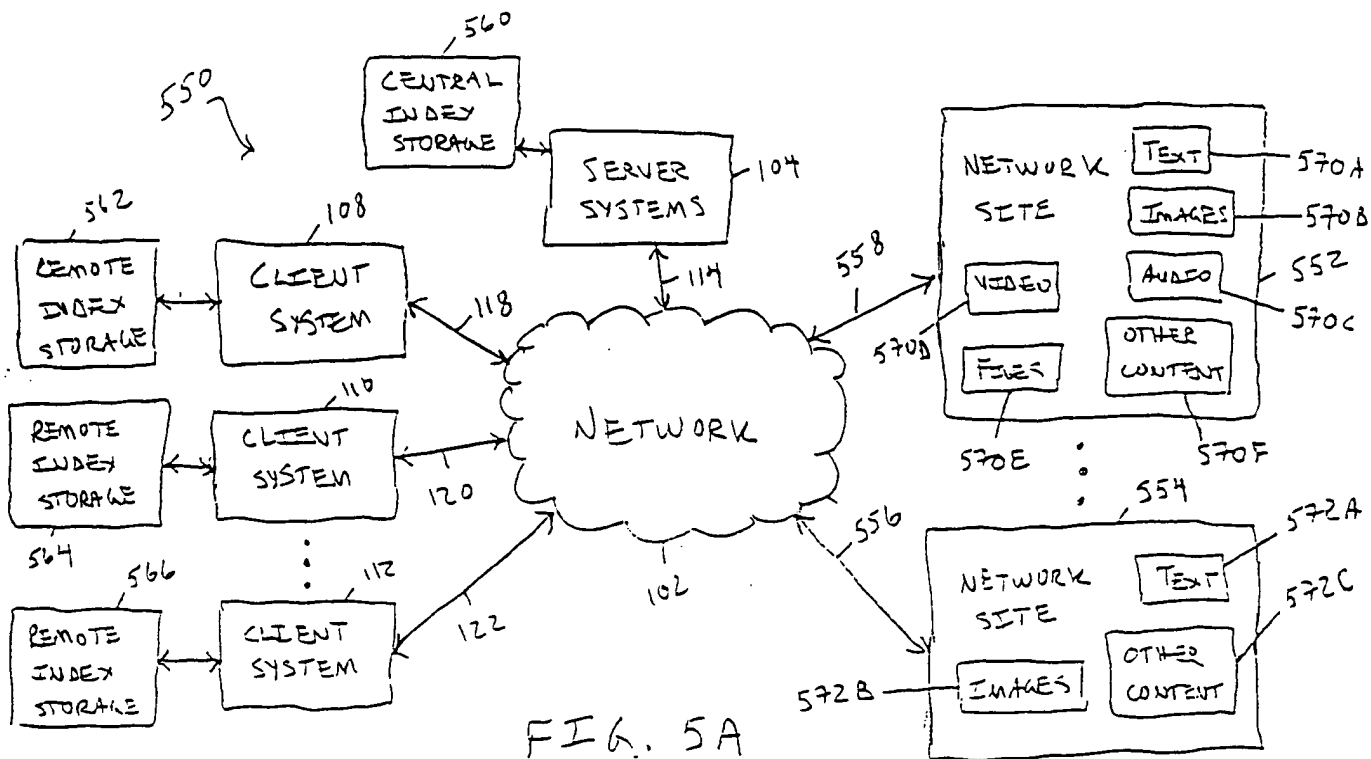 550
560
CENTRAL
INDEX
STORAGE
SERVER
SYSTEMS
104
114
562
REMOTE
INDEX
STORAGE
108
CLIENT
SYSTEM
118
REMOTE
INDEX
STORAGE
564
110
CLIENT
SYSTEM
120
566
REMOTE
INDEX
STORAGE
112
CLIENT
SYSTEM
122
NETWORK
102
558
556
NETWORK
SITE
TEXT
570A
IMAGES
570B
552
VIDEO
570D
AUDIO
570C
FILES
570E
OTHER
CONTENT
570F
554
NETWORK
SITE
TEXT
572A
572C
572B
IMAGES
OTHER
CONTENT
FIG. 5A